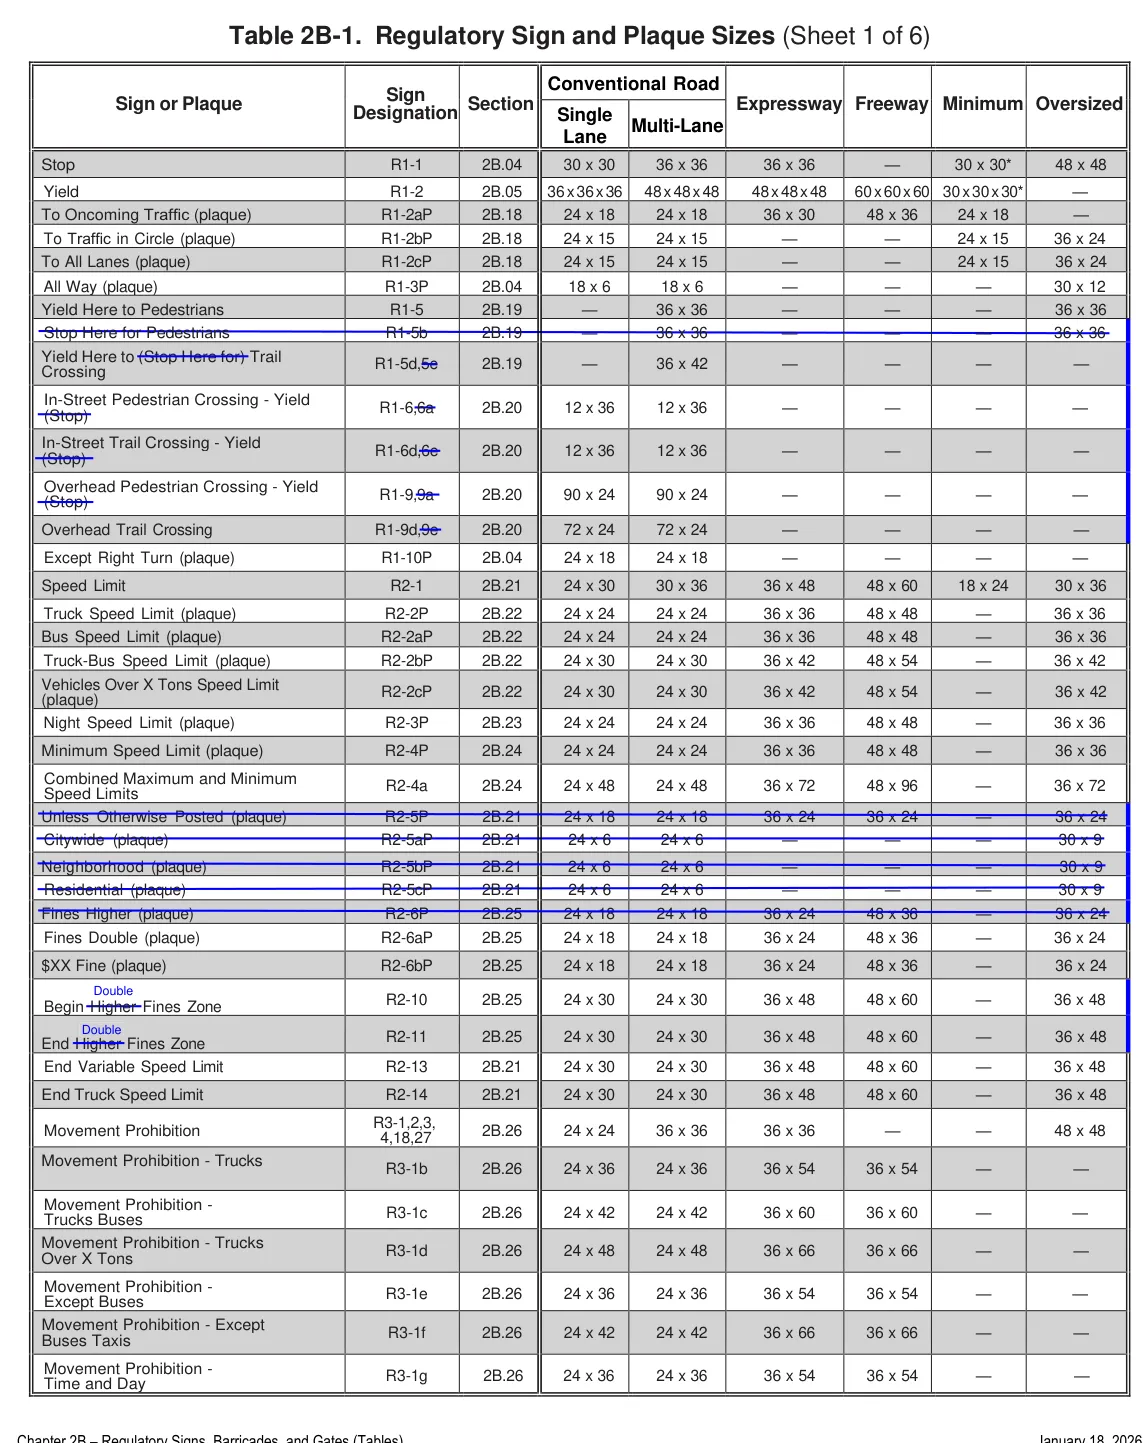 Table 2B-1. Regulatory Sign and Plaque Sizes (Sheet 1 of 6)
Sign or Plaque Sign Designation Section Conventional Road Single Lane Multi-Lane Expressway Freeway Minimum Oversized
Stop R1-1 2B.04 30 x 30 36 x 36 36 x 36 — 30 x 30* 48 x 48
Yield R1-2 2B.05 36 x 36 x 36 48 x 48 x 48 48 x 48 x 48 60 x 60 x 60 30 x 30 x 30* —
To Oncoming Traffic (plaque) R1-2aP 2B.18 24 x 18 24 x 18 36 x 30 48 x 36 24 x 18 —
To Traffic in Circle (plaque) R1-2bP 2B.18 24 x 15 24 x 15 — — 24 x 15 36 x 24
To All Lanes (plaque) R1-2cP 2B.18 24 x 15 24 x 15 — — 24 x 15 36 x 24
All Way (plaque) R1-3P 2B.04 18 x 6 18 x 6 — — — 30 x 12
Yield Here to Pedestrians R1-5 2B.19 — 36 x 36 — — — 36 x 36
Stop Here for Pedestrians R1-5b 2B.19 — 36 x 36 — — — 36 x 36
Yield Here to (Stop Here for) Trail
Crossing R1-5d,5e 2B.19 — 36 x 42 — — — —
In-Street Pedestrian Crossing - Yield
(Stop) R1-6,6a 2B.20 12 x 36 12 x 36 — — — —
In-Street Trail Crossing - Yield
(Stop) R1-6d,6e 2B.20 12 x 36 12 x 36 — — — —
Overhead Pedestrian Crossing - Yield
(Stop) R1-9,9a 2B.20 90 x 24 90 x 24 — — — —
Overhead Trail Crossing R1-9d,9e 2B.20 72 x 24 72 x 24 — — — —
Except Right Turn (plaque) R1-10P 2B.04 24 x 18 24 x 18 — — — —
Speed Limit R2-1 2B.21 24 x 30 30 x 36 36 x 48 48 x 60 18 x 24 30 x 36
Truck Speed Limit (plaque) R2-2P 2B.22 24 x 24 24 x 24 36 x 36 48 x 48 — 36 x 36
Bus Speed Limit (plaque) R2-2aP 2B.22 24 x 24 24 x 24 36 x 36 48 x 48 — 36 x 36
Truck-Bus Speed Limit (plaque) R2-2bP 2B.22 24 x 30 24 x 30 36 x 42 48 x 54 — 36 x 42
Vehicles Over X Tons Speed Limit
(plaque) R2-2cP 2B.22 24 x 30 24 x 30 36 x 42 48 x 54 — 36 x 42
Night Speed Limit (plaque) R2-3P 2B.23 24 x 24 24 x 24 36 x 36 48 x 48 — 36 x 36
Minimum Speed Limit (plaque) R2-4P 2B.24 24 x 24 24 x 24 36 x 36 48 x 48 — 36 x 36
Combined Maximum and Minimum
Speed Limits R2-4a 2B.24 24 x 48 24 x 48 36 x 72 48 x 96 — 36 x 72
Unless Otherwise Posted (plaque) R2-5P 2B.21 24 x 18 24 x 18 36 x 24 36 x 24 — 36 x 24
Citywide (plaque) R2-5aP 2B.21 24 x 6 24 x 6 — — — 30 x 9
Neighborhood (plaque) R2-5bP 2B.21 24 x 6 24 x 6 — — — 30 x 9
Residential (plaque) R2-5cP 2B.21 24 x 6 24 x 6 — — — 30 x 9
Fines Higher (plaque) R2-6P 2B.25 24 x 18 24 x 18 36 x 24 48 x 36 — 36 x 24
Fines Double (plaque) R2-6aP 2B.25 24 x 18 24 x 18 36 x 24 48 x 36 — 36 x 24
$XX Fine (plaque) R2-6bP 2B.25 24 x 18 24 x 18 36 x 24 48 x 36 — 36 x 24
Double
Begin Higher Fines Zone R2-10 2B.25 24 x 30 24 x 30 36 x 48 48 x 60 — 36 x 48
Double
End Higher Fines Zone R2-11 2B.25 24 x 30 24 x 30 36 x 48 48 x 60 — 36 x 48
End Variable Speed Limit R2-13 2B.21 24 x 30 24 x 30 36 x 48 48 x 60 — 36 x 48
End Truck Speed Limit R2-14 2B.21 24 x 30 24 x 30 36 x 48 48 x 60 — 36 x 48
Movement Prohibition R3-1,2,3, 4,18,27 2B.26 24 x 24 36 x 36 36 x 36 — — 48 x 48
Movement Prohibition - Trucks R3-1b 2B.26 24 x 36 24 x 36 36 x 54 36 x 54 — —
Movement Prohibition -
Trucks Buses R3-1c 2B.26 24 x 42 24 x 42 36 x 60 36 x 60 — —
Movement Prohibition - Trucks
Over X Tons R3-1d 2B.26 24 x 48 24 x 48 36 x 66 36 x 66 — —
Movement Prohibition -
Except Buses R3-1e 2B.26 24 x 36 24 x 36 36 x 54 36 x 54 — —
Movement Prohibition - Except
Buses Taxis R3-1f 2B.26 24 x 42 24 x 42 36 x 66 36 x 66 — —
Movement Prohibition -
Time and Day R3-1g 2B.26 24 x 36 24 x 36 36 x 54 36 x 54 — —
Chapter 2B – Regulatory Signs, Barricades, and Gates (Tables) January 18, 2026